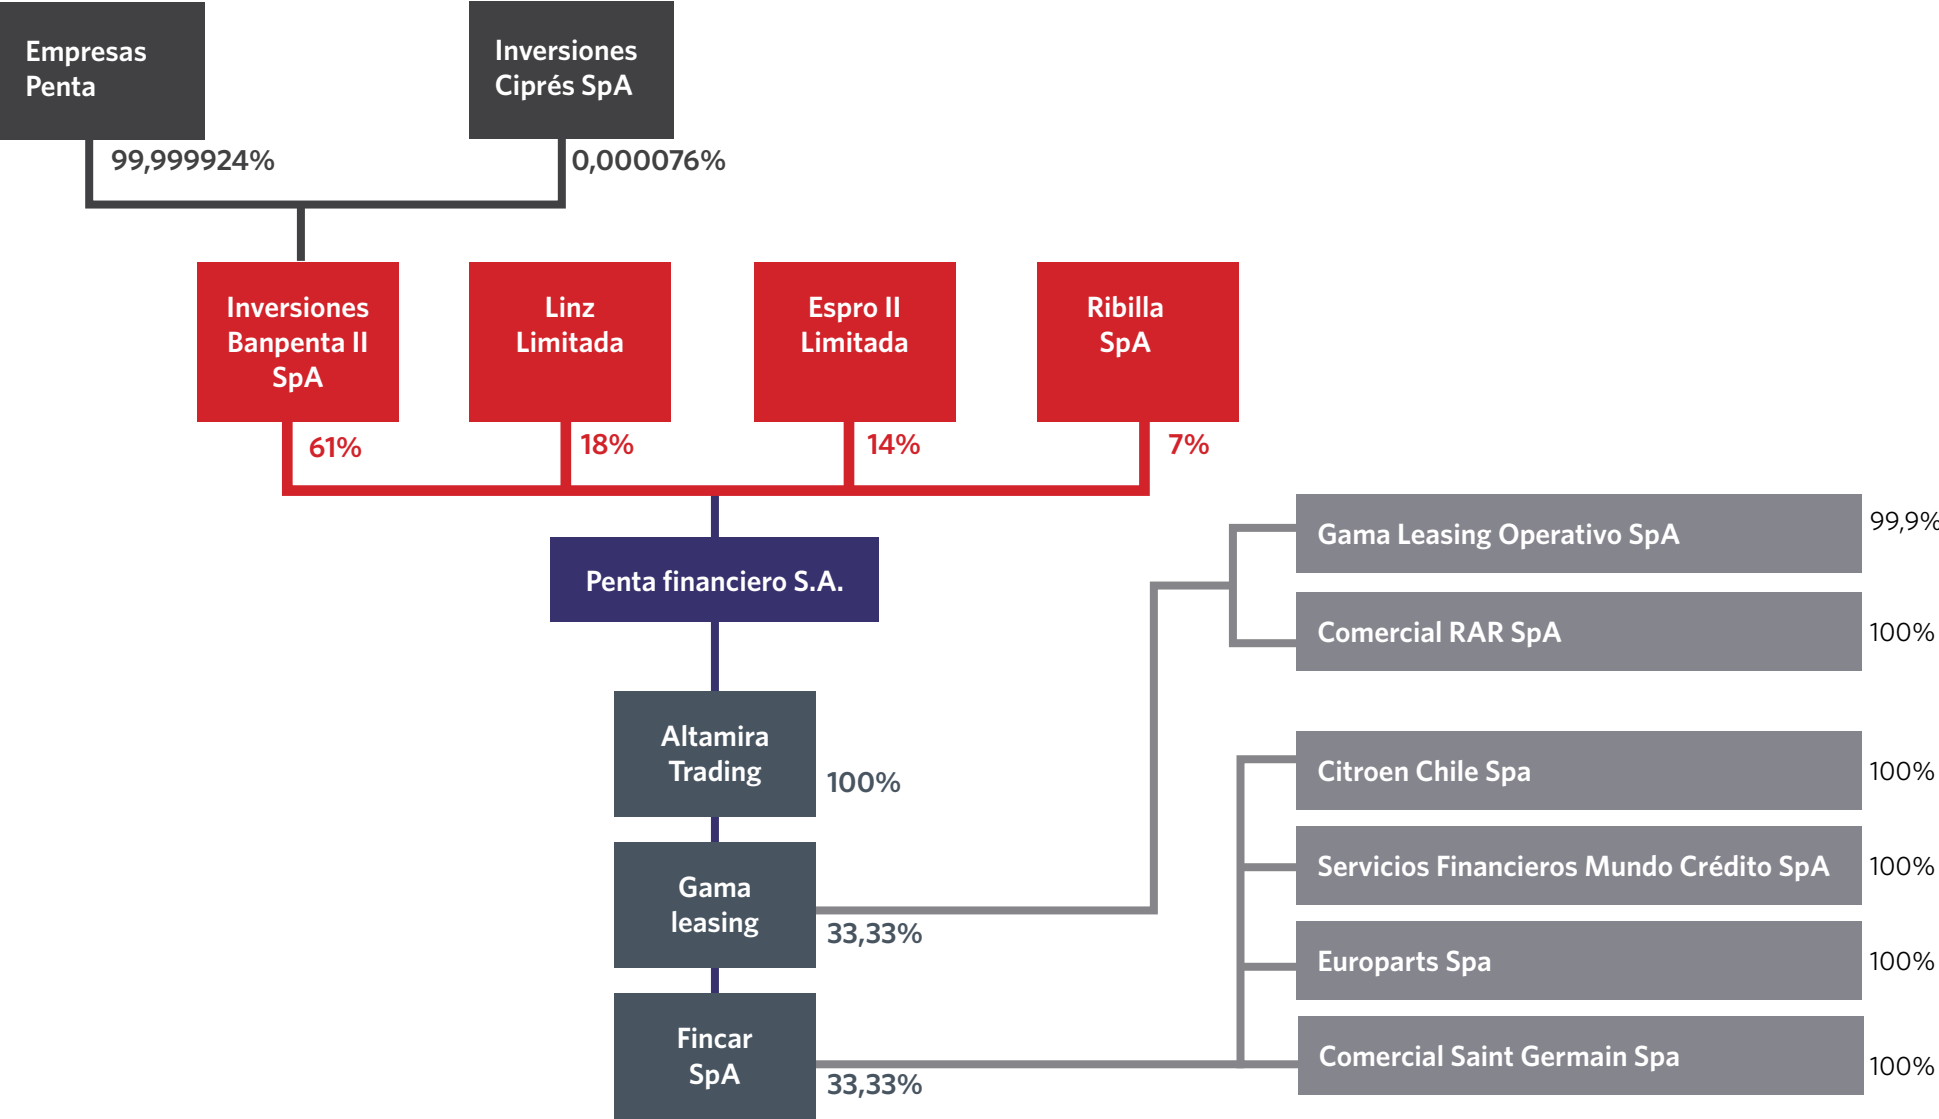 Empresas
Penta
Inversiones
Ciprés SpA
99,999924%
0,000076%
Inversiones
Banpenta II
SpA
Linz
Limitada
Espro II
Limitada
Ribilla
SpA
61%
18%
14%
7%
Penta financiero S.A.
Altamira
Trading
100%
Gama
leasing
33,33%
Fincar
SpA
33,33%
Gama Leasing Operativo SpA
99,9%
Comercial RAR SpA
100%
Citroen Chile Spa
100%
Servicios Financieros Mundo Crédito SpA
100%
Europarts Spa
100%
Comercial Saint Germain Spa
100%